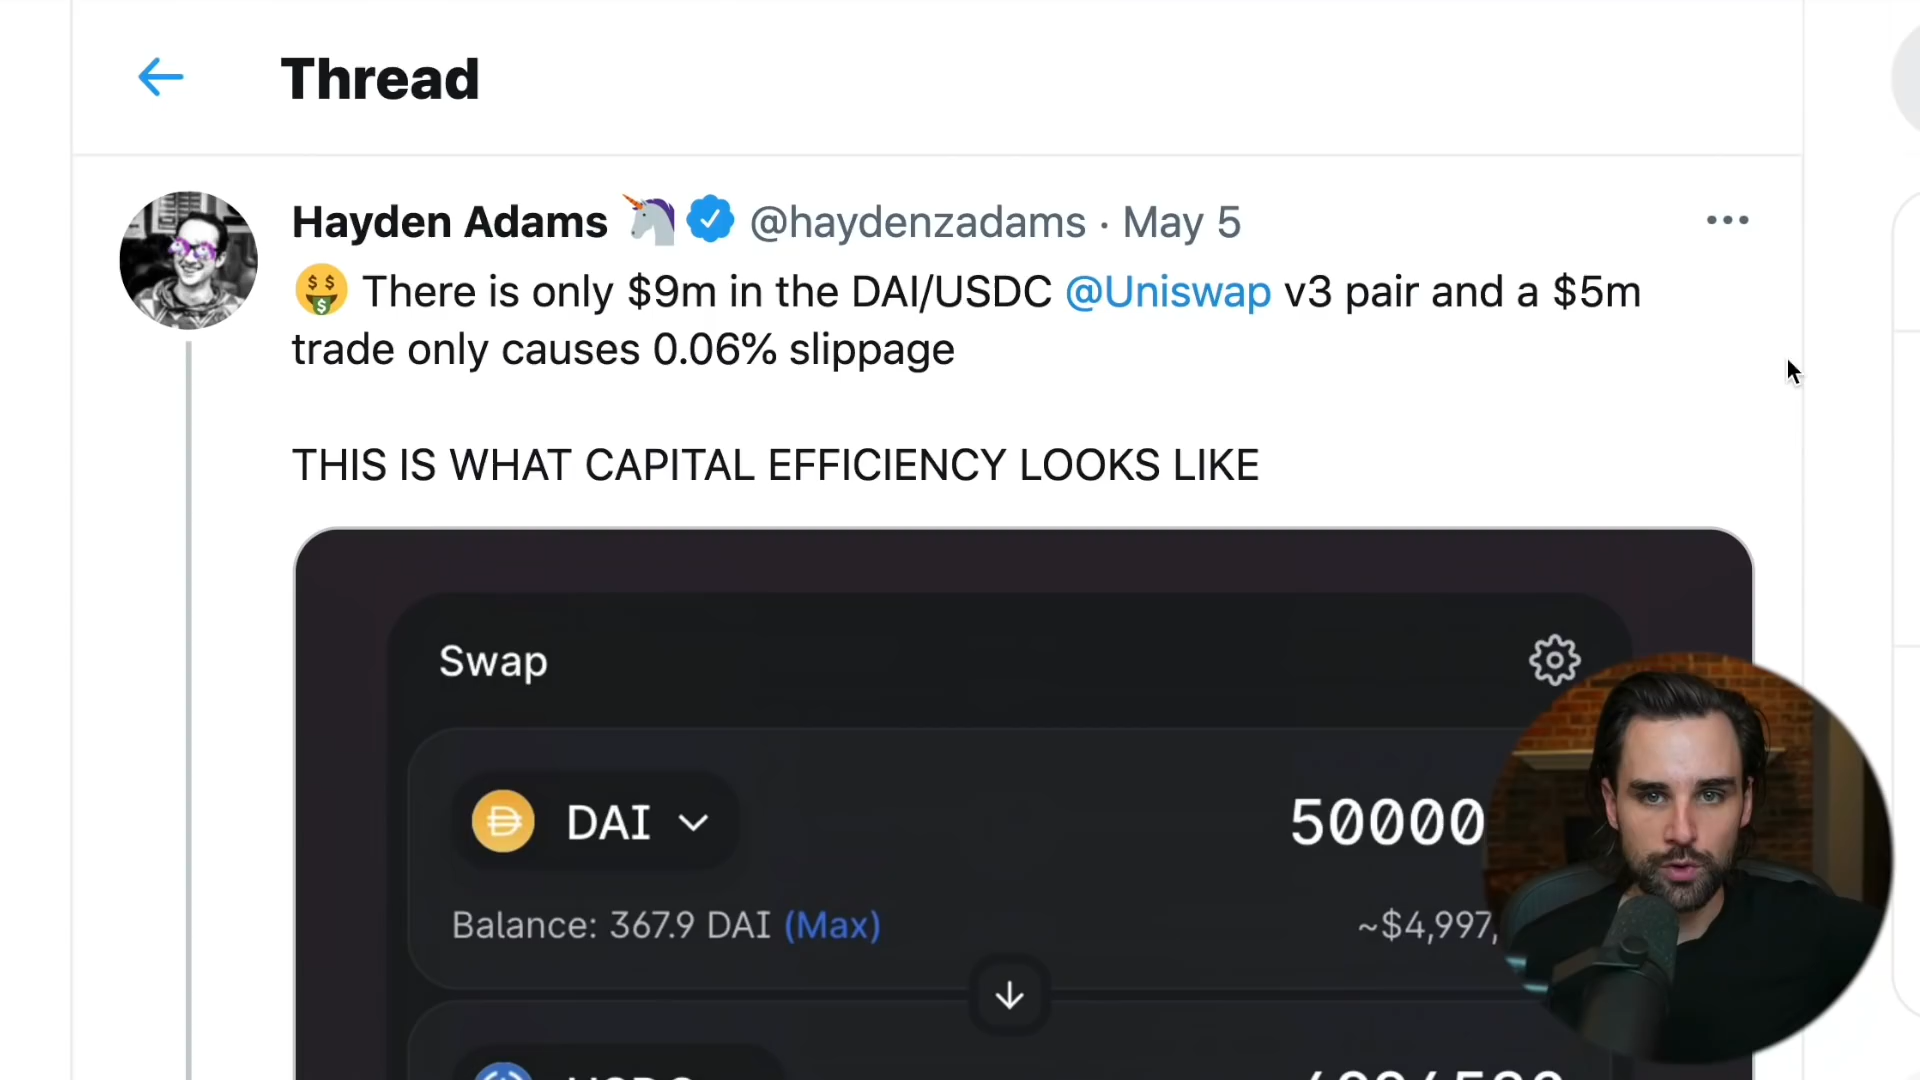 Thread
Hayden Adams @haydenzadams · May 5
There is only $9m in the DAI/USDC @Uniswap v3 pair and a $5m
trade only causes 0.06% slippage
THIS IS WHAT CAPITAL EFFICIENCY LOOKS LIKE
Swap
DAI 50000
Balance: 367.9 DAI (Max) ~$4,997,